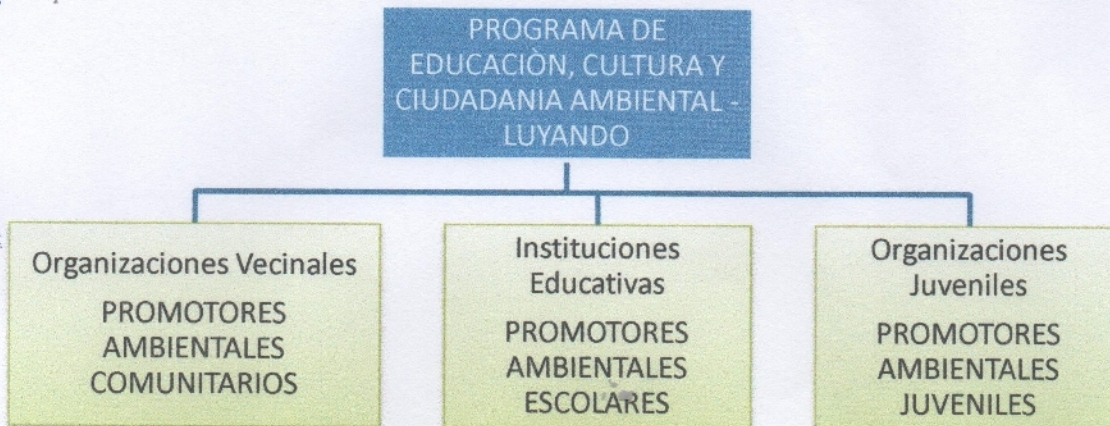 PROGRAMA DE
EDUCACIÒN, CULTURA Y
CIUDADANIA AMBIENTAL -
LUYANDO
Organizaciones Vecinales
PROMOTORES
AMBIENTALES
COMUNITARIOS
Instituciones
Educativas
PROMOTORES
AMBIENTALES
ESCOLARES
Organizaciones
Juveniles
PROMOTORES
AMBIENTALES
JUVENILES